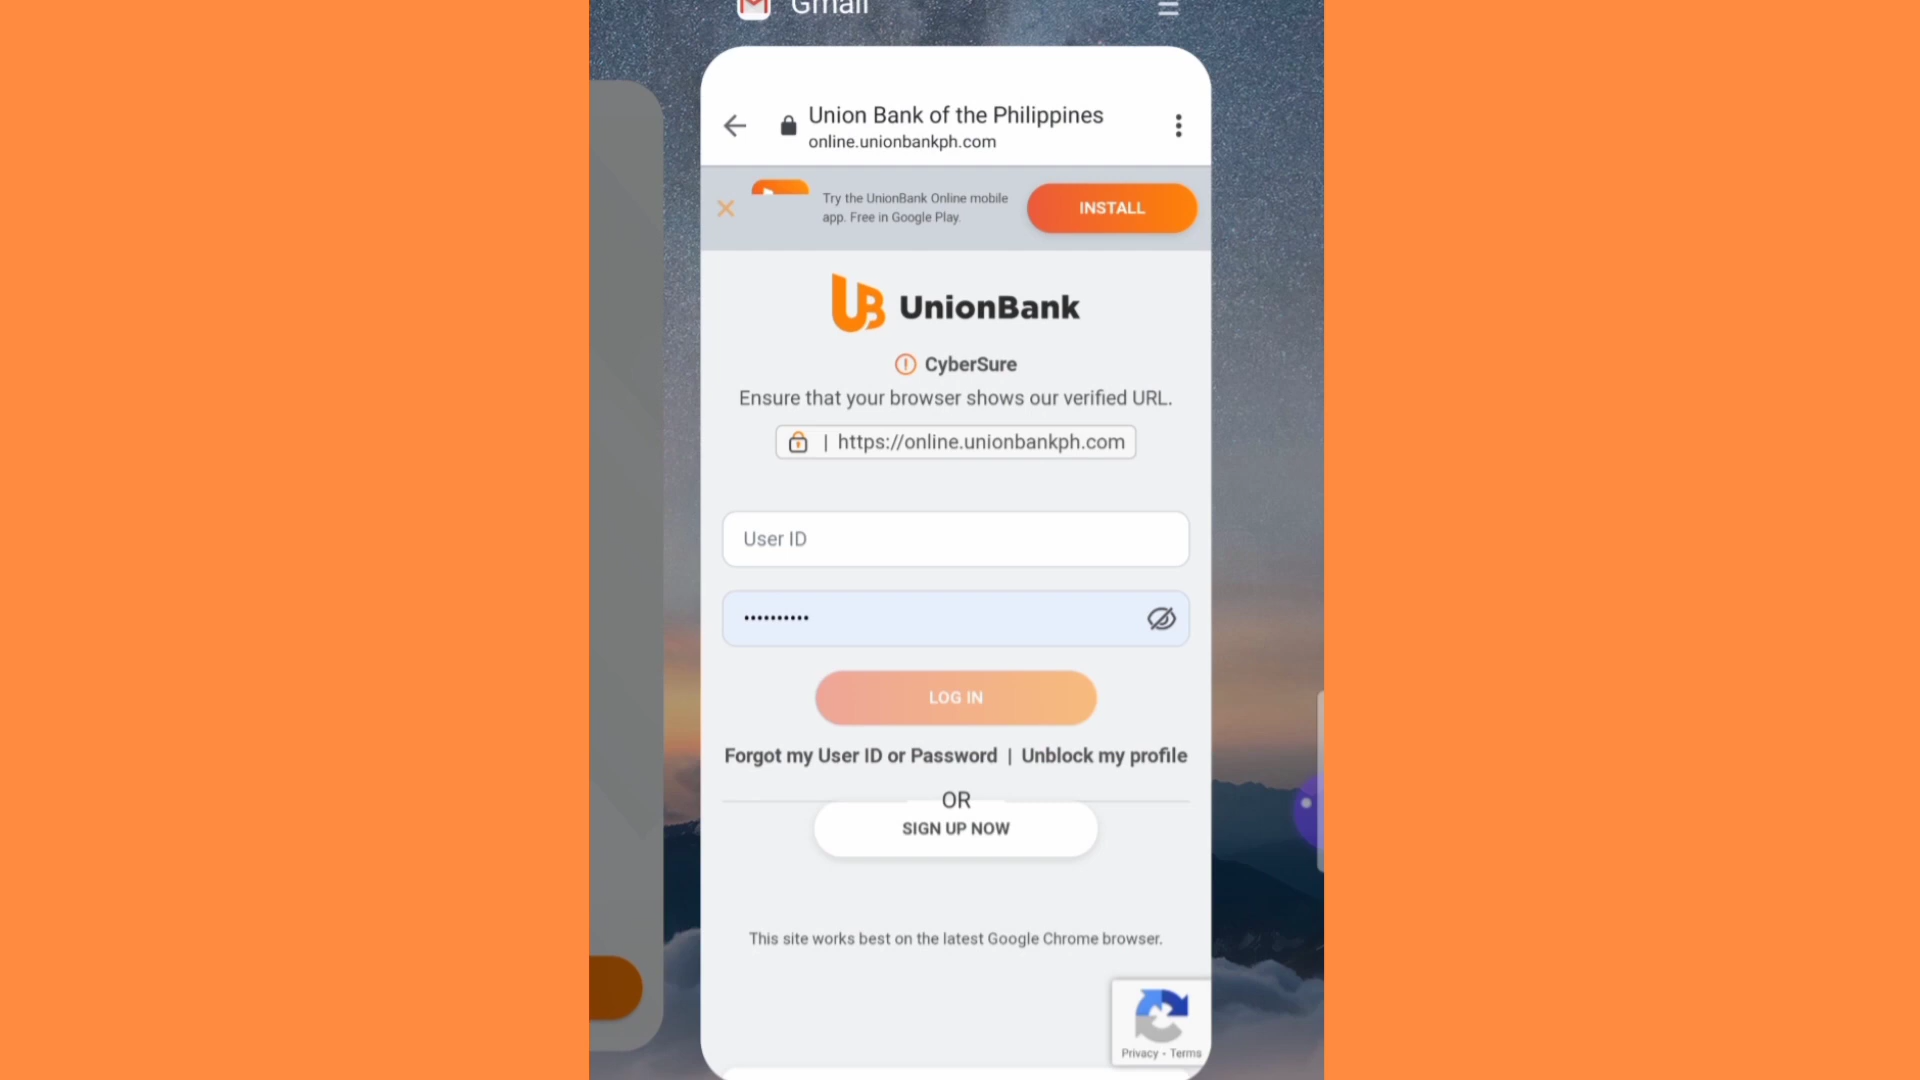 Gmail
Union Bank of the Philippines
online.unionbankph.com
Try the UnionBank Online mobile
app. Free in Google Play.
INSTALL
UnionBank
CyberSure
Ensure that your browser shows our verified URL.
| https://online.unionbankph.com
User ID
••••••••••
LOG IN
Forgot my User ID or Password | Unblock my profile
OR
SIGN UP NOW
This site works best on the latest Google Chrome browser.
Privacy - Terms